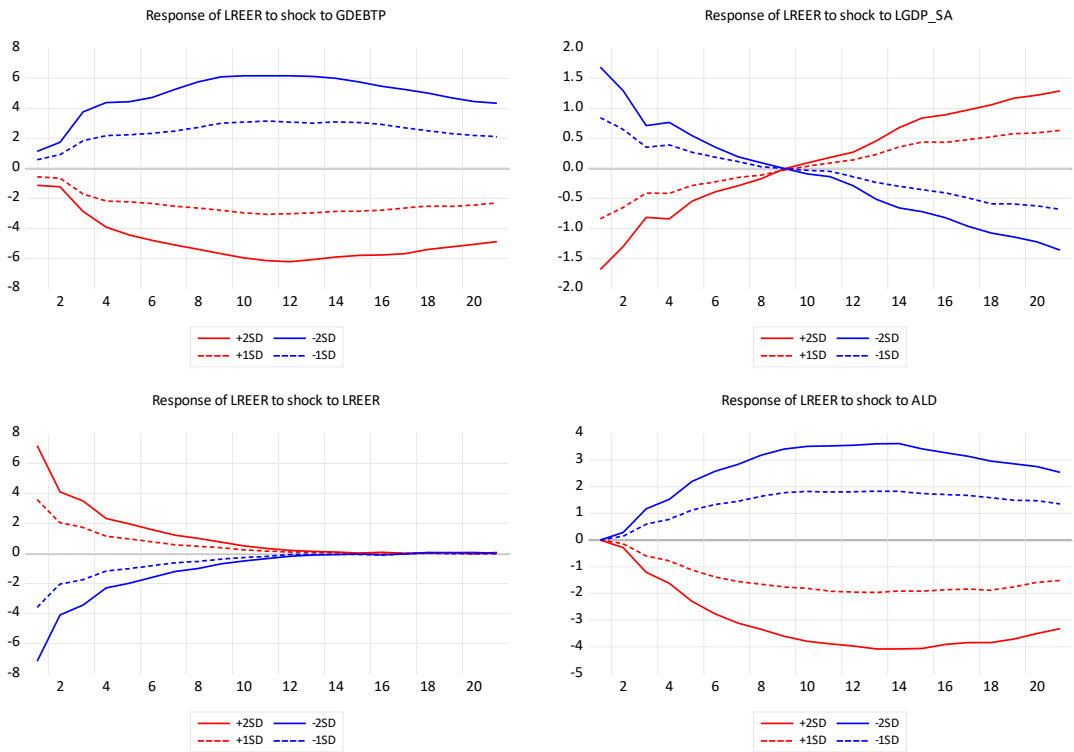 Response of LREER to shock to GDEBTP
8
6
4
2
0
-2
-4
-6
-8
2 4 6 8 10 12 14 16 18 20
+2SD -2SD
+1SD -1SD
Response of LREER to shock to LGDP_SA
2.0
1.5
1.0
0.5
0.0
-0.5
-1.0
-1.5
-2.0
2 4 6 8 10 12 14 16 18 20
+2SD -2SD
+1SD -1SD
Response of LREER to shock to LREER
8
6
4
2
0
-2
-4
-6
-8
2 4 6 8 10 12 14 16 18 20
+2SD -2SD
+1SD -1SD
Response of LREER to shock to ALD
4
3
2
1
0
-1
-2
-3
-4
-5
2 4 6 8 10 12 14 16 18 20
+2SD -2SD
+1SD -1SD